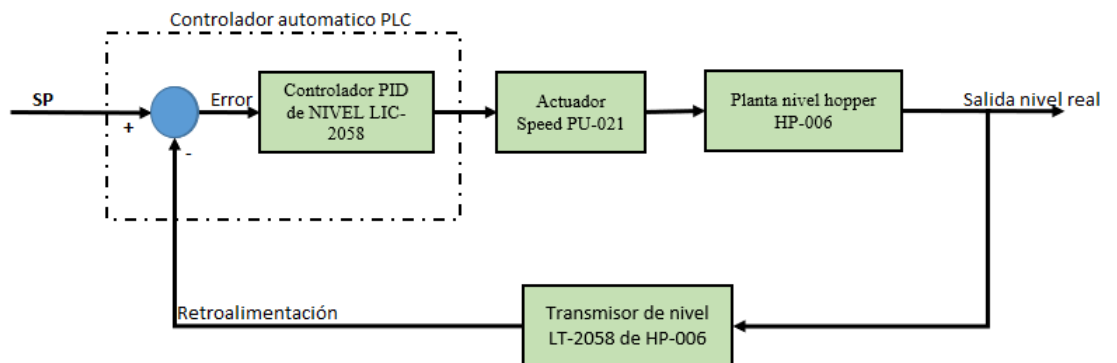 Controlador automatico PLC
SP
+
-
Error
Controlador PID
de NIVEL LIC-
2058
Actuador
Speed PU-021
Planta nivel hopper
HP-006
Salida nivel real
Retroalimentación
Transmisor de nivel
LT-2058 de HP-006